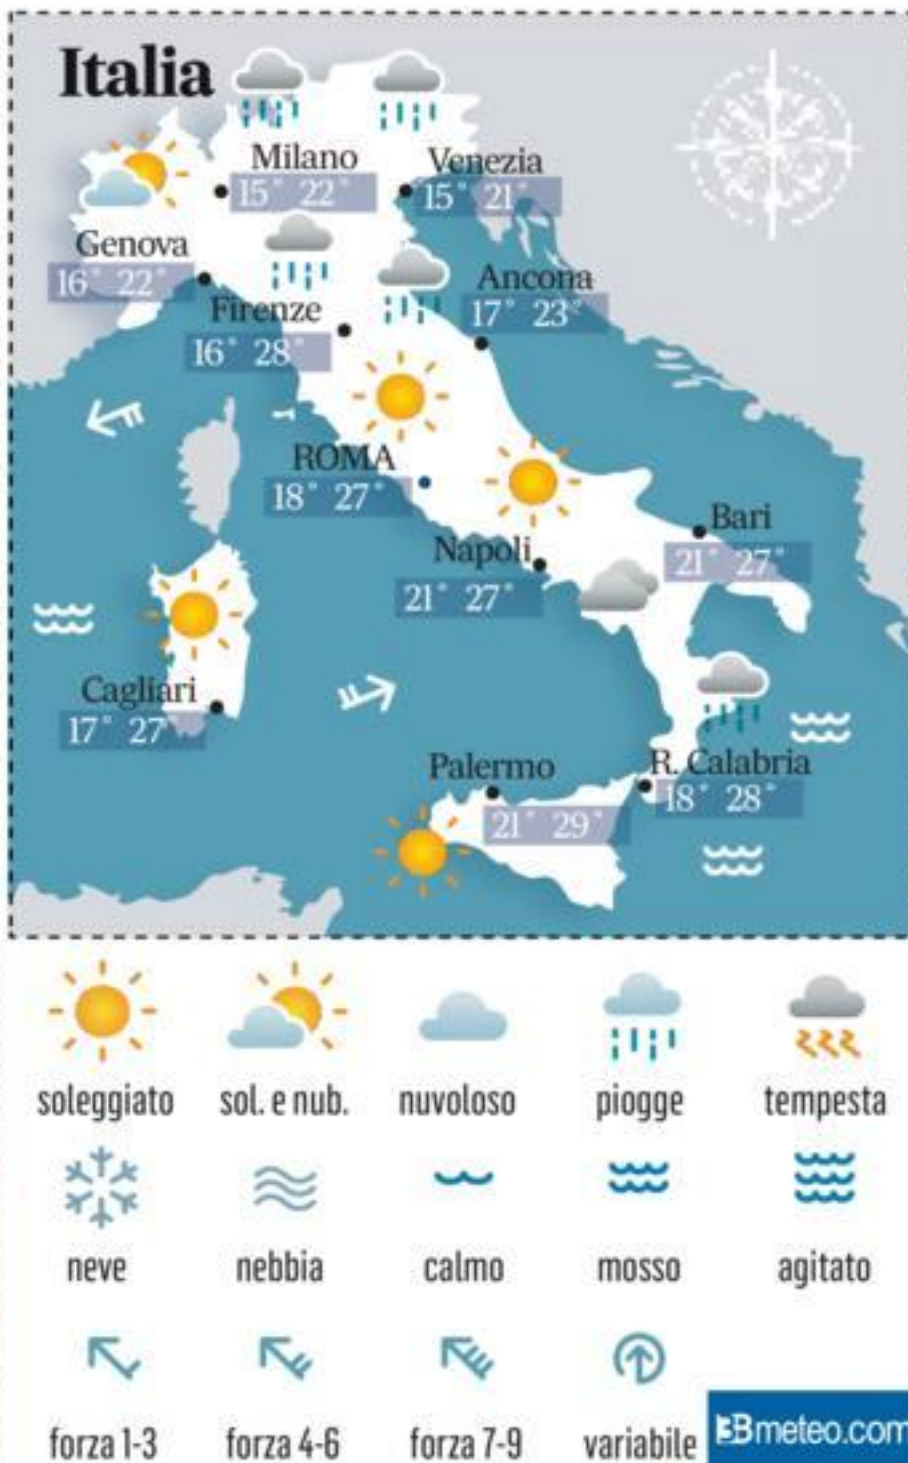 Italia
Milano
15° 22°
Venezia
15° 21°
Genova
16° 22°
Firenze
16° 28°
Ancona
17° 23°
ROMA
18° 27°
Napoli
21° 27°
Bari
21° 27°
Cagliari
17° 27°
Palermo
21° 29°
R. Calabria
18° 28°
soleggiato sol. e nub. nuvoloso piogge tempesta
neve nebbia calmo mosso agitato
forza 1-3 forza 4-6 forza 7-9 variabile
3Bmeteo.com